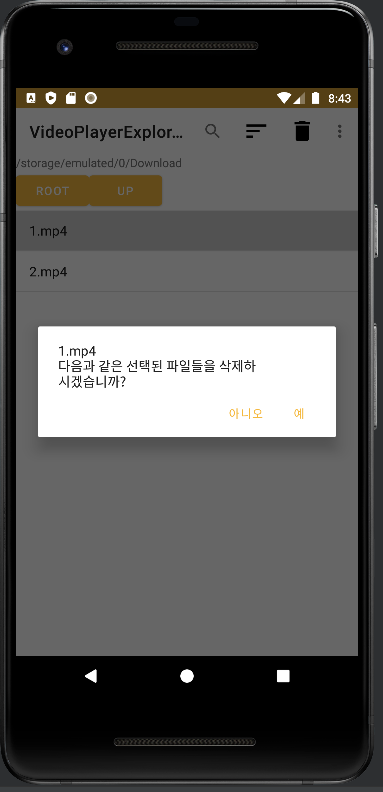 8:43
VideoPlayerExplor...
/storage/emulated/0/Download
ROOT UP
1.mp4
2.mp4
1.mp4
다음과 같은 선택된 파일들을 삭제하
시겠습니까?
아니오 예